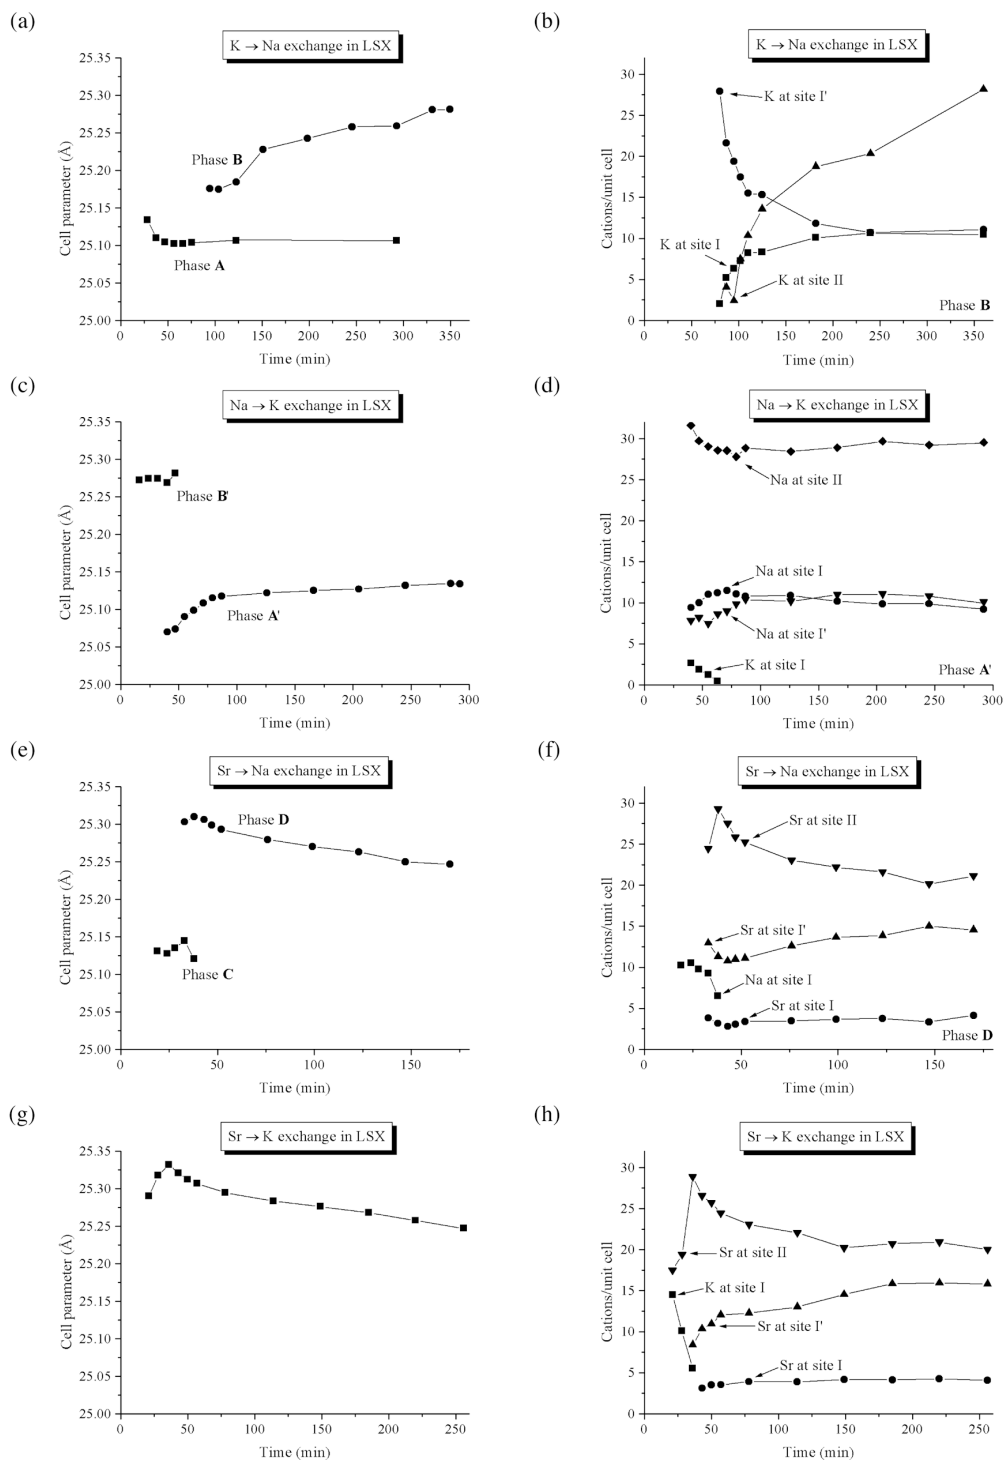 (a)
K → Na exchange in LSX
25.35
25.30
25.25
25.20
25.15
25.10
25.05
25.00
Cell parameter (Å)
Phase B
Phase A
0 50 100 150 200 250 300 350
Time (min)
(b)
K → Na exchange in LSX
30
25
20
15
10
5
0
Cations/unit cell
K at site I'
K at site I
K at site II
Phase B
0 50 100 150 200 250 300 350
Time (min)
(c)
Na → K exchange in LSX
25.35
25.30
25.25
25.20
25.15
25.10
25.05
25.00
Cell parameter (Å)
Phase B'
Phase A'
0 50 100 150 200 250 300
Time (min)
(d)
Na → K exchange in LSX
30
25
20
15
10
5
0
Cations/unit cell
Na at site II
Na at site I
Na at site I'
K at site I
Phase A'
0 50 100 150 200 250 300
Time (min)
(e)
Sr → Na exchange in LSX
25.35
25.30
25.25
25.20
25.15
25.10
25.05
25.00
Cell parameter (Å)
Phase D
Phase C
0 50 100 150
Time (min)
(f)
Sr → Na exchange in LSX
30
25
20
15
10
5
0
Cations/unit cell
Sr at site II
Sr at site I'
Na at site I
Sr at site I
Phase D
0 50 100 150
Time (min)
(g)
Sr → K exchange in LSX
25.35
25.30
25.25
25.20
25.15
25.10
25.05
25.00
Cell parameter (Å)
0 50 100 150 200 250
Time (min)
(h)
Sr → K exchange in LSX
30
25
20
15
10
5
0
Cations/unit cell
Sr at site II
K at site I
Sr at site I'
Sr at site I
0 50 100 150 200 250
Time (min)